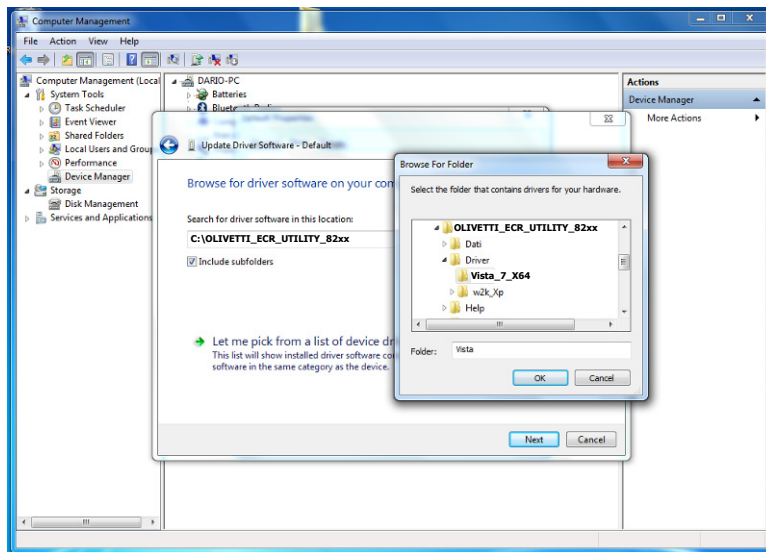 Computer Management
File Action View Help
Computer Management (Local
System Tools
Task Scheduler
Event Viewer
Shared Folders
Local Users and Group
Performance
Device Manager
Storage
Disk Management
Services and Applications
DARIO-PC
Batteries
Actions
Device Manager
More Actions
Update Driver Software - Default
Browse for driver software on your com
Search for driver software in this location:
C:\OLIVETTI_ECR_UTILITY_82xx
Include subfolders
Let me pick from a list of device dr
This list will show installed driver software co
software in the same category as the device.
Next Cancel
Browse For Folder
Select the folder that contains drivers for your hardware.
OLIVETTI_ECR_UTILITY_82xx
Dati
Driver
Vista_7_X64
w2k_Xp
Help
Folder: Vista
OK Cancel